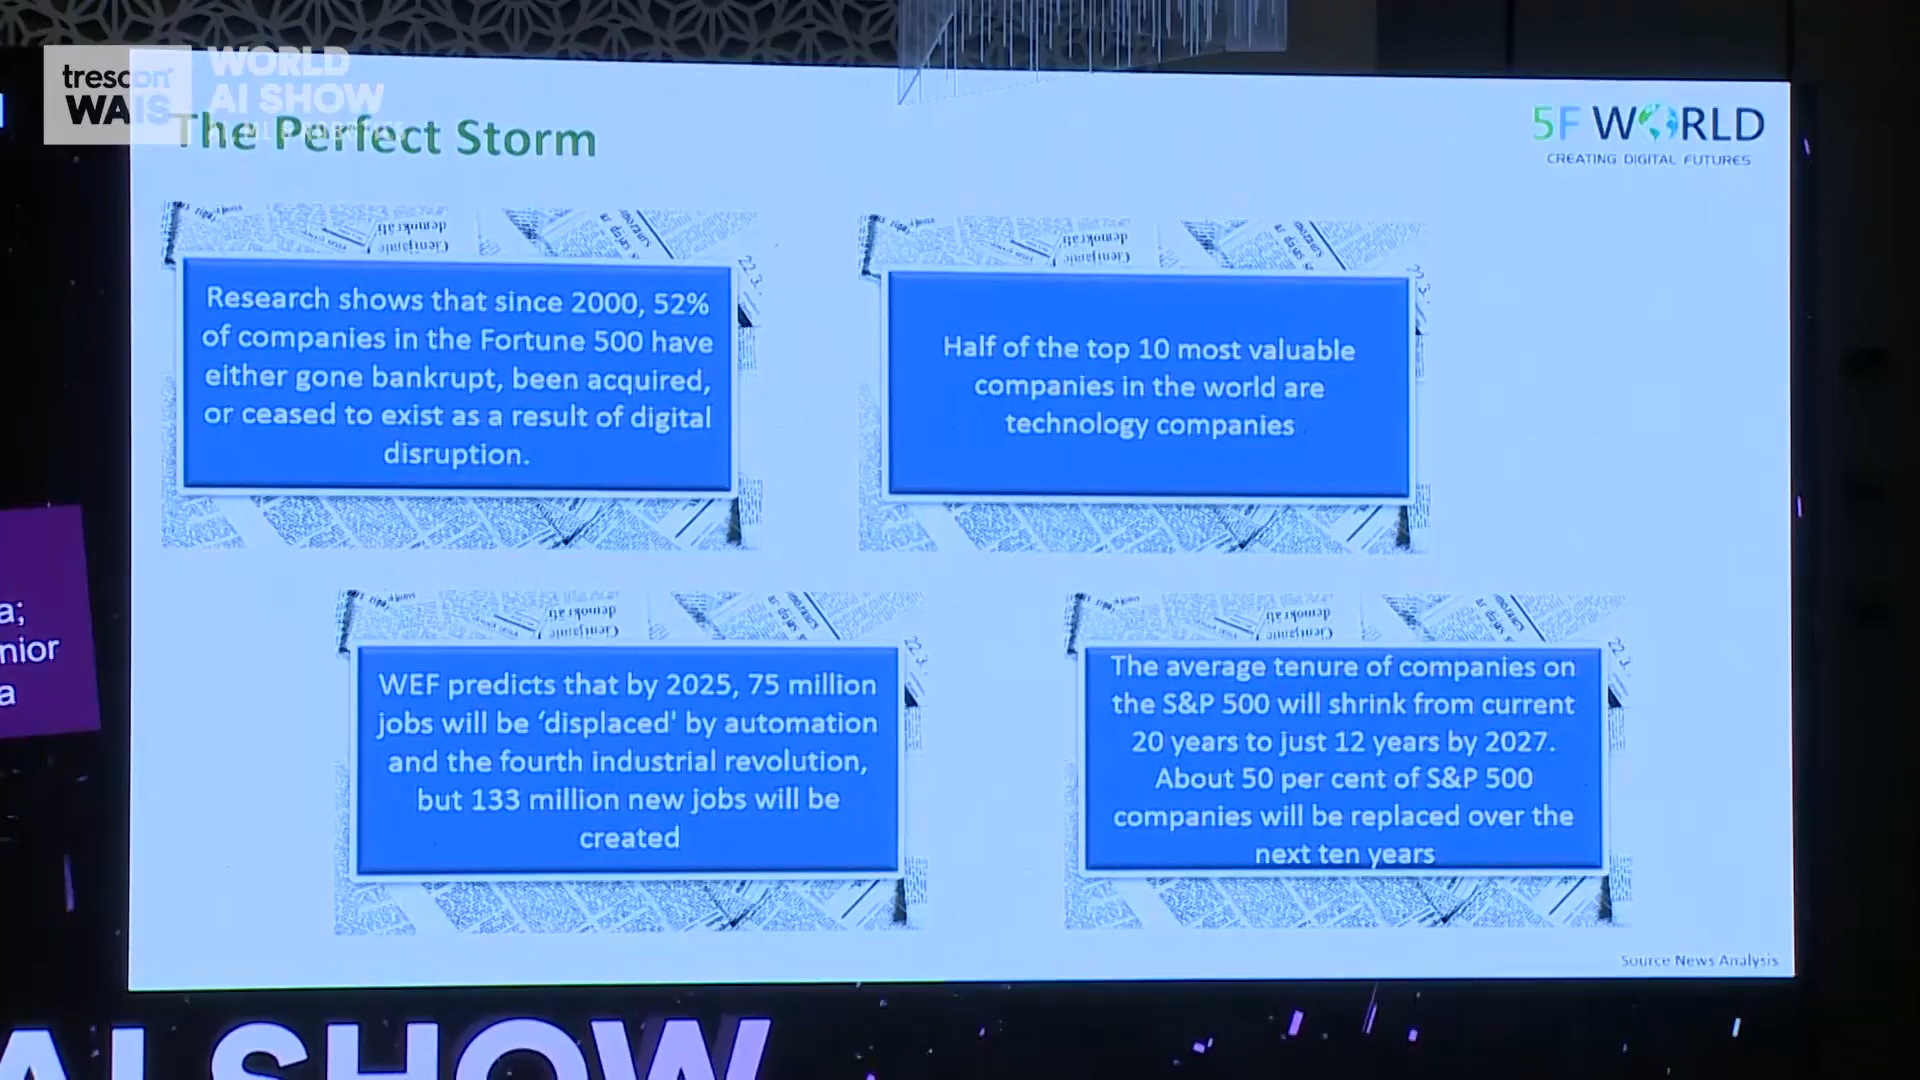 trescon
WAIS
WORLD
AI SHOW
The Perfect Storm
5F WORLD
CREATING DIGITAL FUTURES
Research shows that since 2000, 52%
of companies in the Fortune 500 have
either gone bankrupt, been acquired,
or ceased to exist as a result of digital
disruption.
Half of the top 10 most valuable
companies in the world are
technology companies
WEF predicts that by 2025, 75 million
jobs will be ‘displaced' by automation
and the fourth industrial revolution,
but 133 million new jobs will be
created
The average tenure of companies on
the S&P 500 will shrink from current
20 years to just 12 years by 2027.
About 50 per cent of S&P 500
companies will be replaced over the
next ten years
Source News Analysis
a;
nior
a
AI SHOW